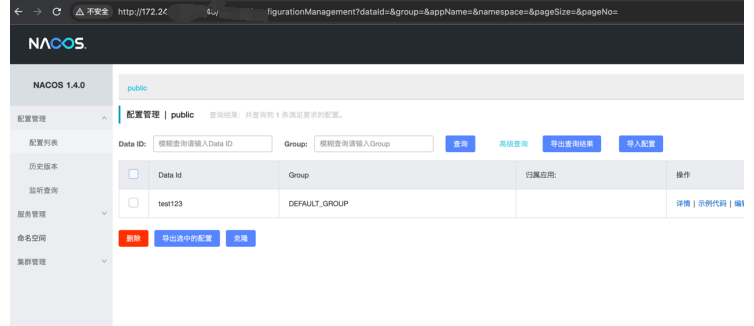 不安全 http://172.2 figurationManagement?dataId=&group=&appName=&namespace=&pageSize=&pageNo=
NACOS.
NACOS 1.4.0
public
配置管理
配置管理 | public 查询结果：共查询到 1 条满足要求的配置。
配置列表
Data ID: 模糊查询请输入Data ID Group: 模糊查询请输入Group 查询 高级查询 导出查询结果 导入配置
历史版本
Data Id Group 归属应用: 操作
监听查询
test123 DEFAULT_GROUP 详情 | 示例代码 | 编辑
服务管理
命名空间
删除 导出选中的配置 克隆
集群管理